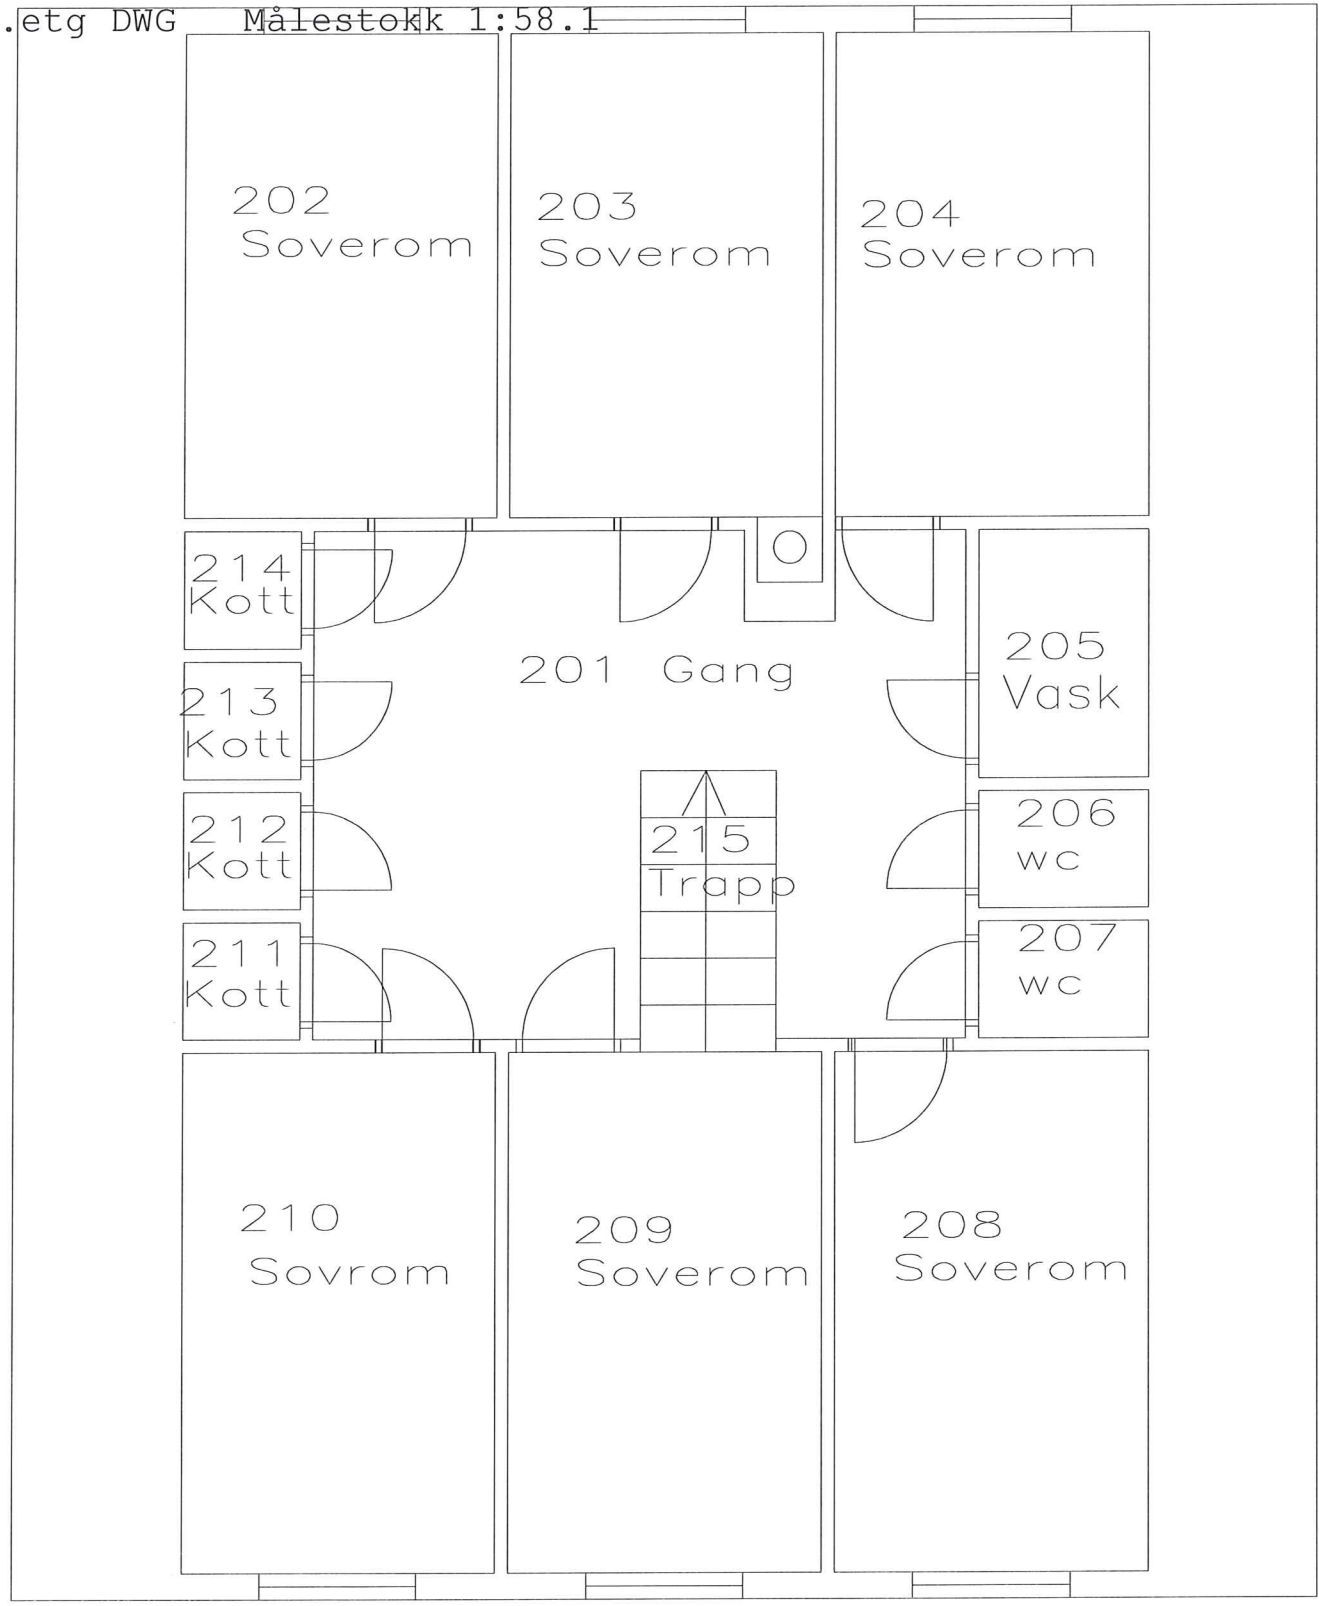 .etg DWG Målestokk 1:58.1
202
Soverom
203
Soverom
204
Soverom
214
Kott
201 Gang
205
Vask
213
Kott
212
Kott
215
Trapp
206
wc
211
Kott
207
wc
210
Sovrom
209
Soverom
208
Soverom